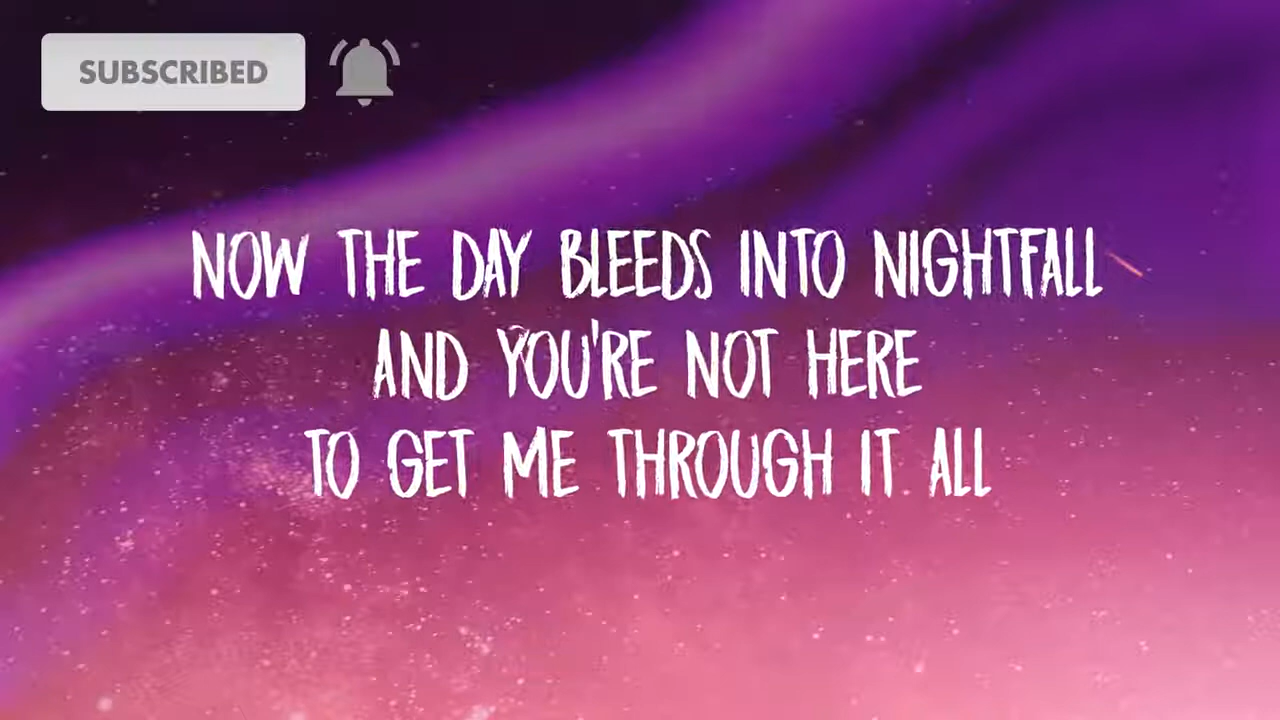 SUBSCRIBED
NOW THE DAY BLEEDS INTO NIGHTFALL
AND YOU'RE NOT HERE
TO GET ME THROUGH IT ALL